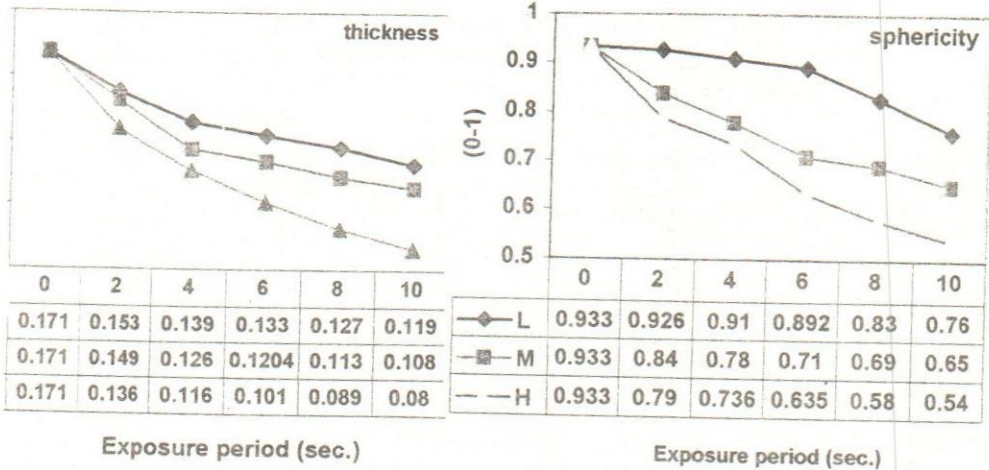 thickness
0 2 4 6 8 10
0.171 0.153 0.139 0.133 0.127 0.119
0.171 0.149 0.126 0.1204 0.113 0.108
0.171 0.136 0.116 0.101 0.089 0.08
Exposure period (sec.)
sphericity
(0-1)
1
0.9
0.8
0.7
0.6
0.5
0 2 4 6 8 10
L 0.933 0.926 0.91 0.892 0.83 0.76
M 0.933 0.84 0.78 0.71 0.69 0.65
H 0.933 0.79 0.736 0.635 0.58 0.54
Exposure period (sec.)